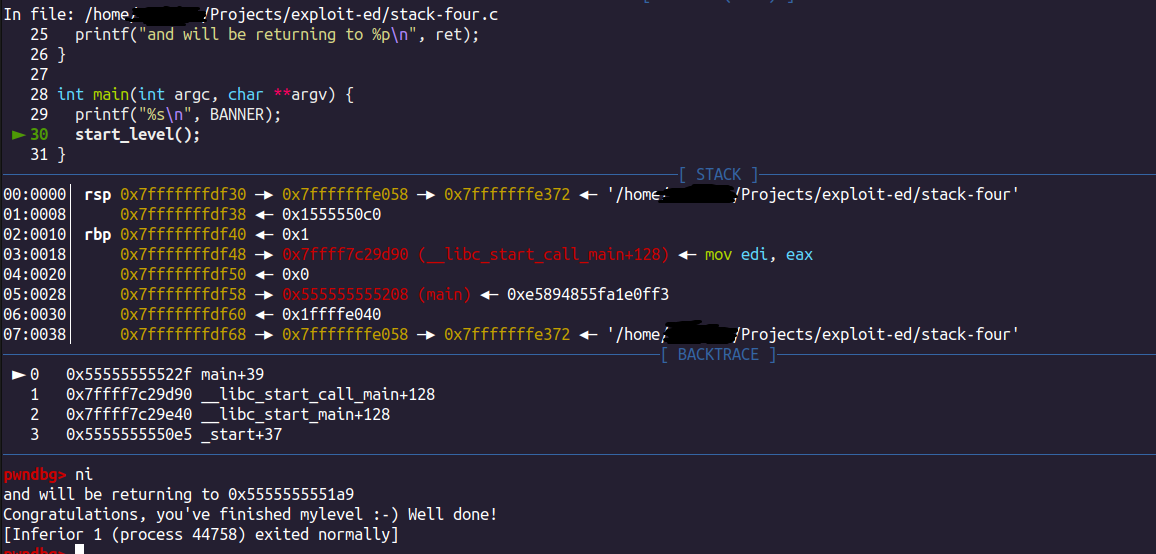 In file: /home/ /Projects/exploit-ed/stack-four.c
25 printf("and will be returning to %p\n", ret);
26 }
27
28 int main(int argc, char **argv) {
29 printf("%s\n", BANNER);
► 30 start_level();
31 }
[ STACK ]
00:0000│ rsp 0x7fffffffdf30 —▸ 0x7fffffffe058 —▸ 0x7fffffffe372 ◂— '/home/ /Projects/exploit-ed/stack-four'
01:0008│ 0x7fffffffdf38 ◂— 0x1555550c0
02:0010│ rbp 0x7fffffffdf40 ◂— 0x1
03:0018│ 0x7fffffffdf48 —▸ 0x7ffff7c29d90 (__libc_start_call_main+128) ◂— mov edi, eax
04:0020│ 0x7fffffffdf50 ◂— 0x0
05:0028│ 0x7fffffffdf58 —▸ 0x555555555208 (main) ◂— 0xe5894855fa1e0ff3
06:0030│ 0x7fffffffdf60 ◂— 0x1ffffe040
07:0038│ 0x7fffffffdf68 —▸ 0x7fffffffe058 —▸ 0x7fffffffe372 ◂— '/home/ /Projects/exploit-ed/stack-four'
[ BACKTRACE ]
► 0 0x55555555522f main+39
1 0x7ffff7c29d90 __libc_start_call_main+128
2 0x7ffff7c29e40 __libc_start_main+128
3 0x5555555550e5 _start+37
pwndbg> ni
and will be returning to 0x5555555551a9
Congratulations, you've finished mylevel :-) Well done!
[Inferior 1 (process 44758) exited normally]
pwndbg>